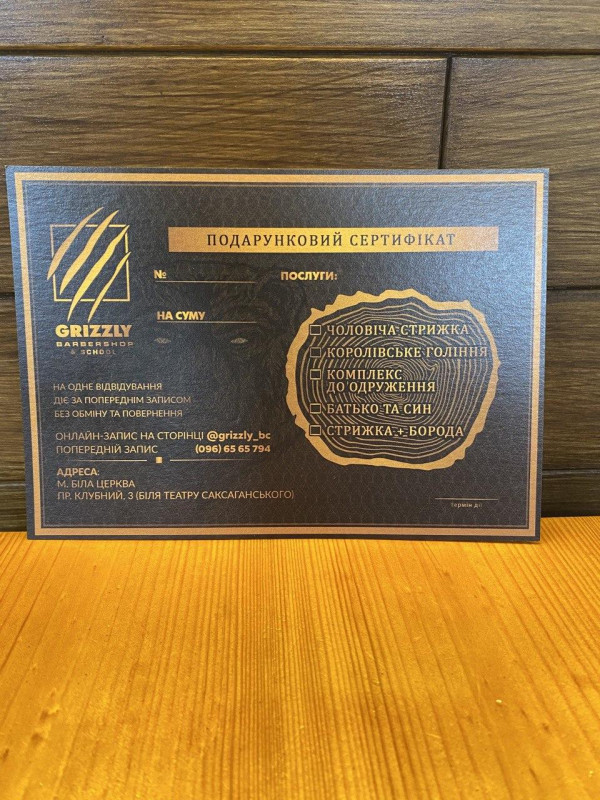 ПОДАРУНКОВИЙ СЕРТИФІКАТ
GRIZZLY
BARBERSHOP
& SCHOOL
№
НА СУМУ
ПОСЛУГИ:
ЧОЛОВІЧА СТРИЖКА
КОРОЛІВСЬКЕ ГОЛІННЯ
КОМПЛЕКС
ДО ОДРУЖЕННЯ
БАТЬКО ТА СИН
СТРИЖКА + БОРОДА
НА ОДНЕ ВІДВІДУВАННЯ
ДІЄ ЗА ПОПЕРЕДНІМ ЗАПИСОМ
БЕЗ ОБМІНУ ТА ПОВЕРНЕННЯ
ОНЛАЙН-ЗАПИС НА СТОРІНЦІ @grizzly_bc
ПОПЕРЕДНІЙ ЗАПИС (096) 65 65 794
АДРЕСА:
М. БІЛА ЦЕРКВА
ПР. КЛУБНИЙ, 3 (БІЛЯ ТЕАТРУ САКСАГАНСЬКОГО)
термін дії